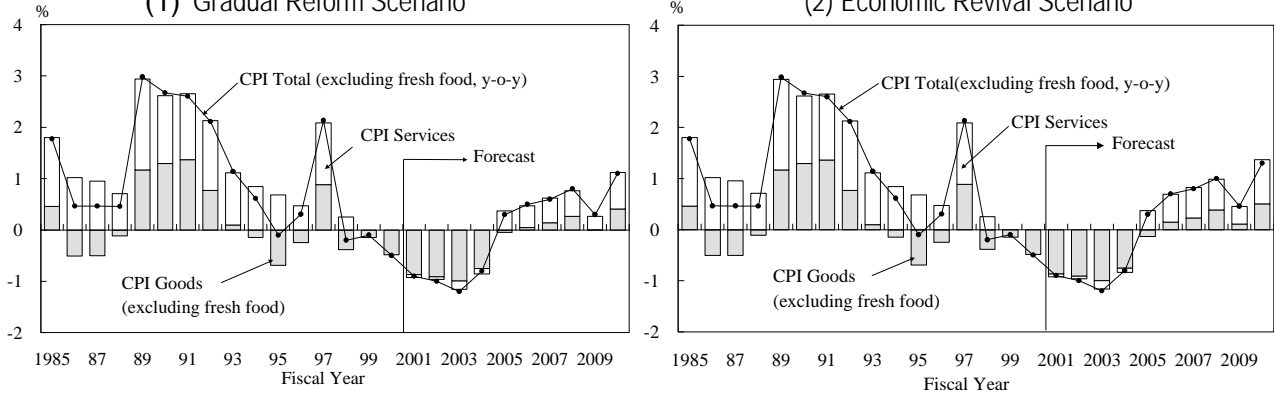 (1) Gradual Reform Scenario
%
4
3
2
1
0
-1
-2
CPI Total (excluding fresh food, y-o-y)
CPI Services
Forecast
CPI Goods
(excluding fresh food)
1985 87 89 91 93 95 97 99 2001 2003 2005 2007 2009
Fiscal Year
(2) Economic Revival Scenario
%
4
3
2
1
0
-1
-2
CPI Total(excluding fresh food, y-o-y)
CPI Services
Forecast
CPI Goods
(excluding fresh food)
1985 87 89 91 93 95 97 99 2001 2003 2005 2007 2009
Fiscal Year